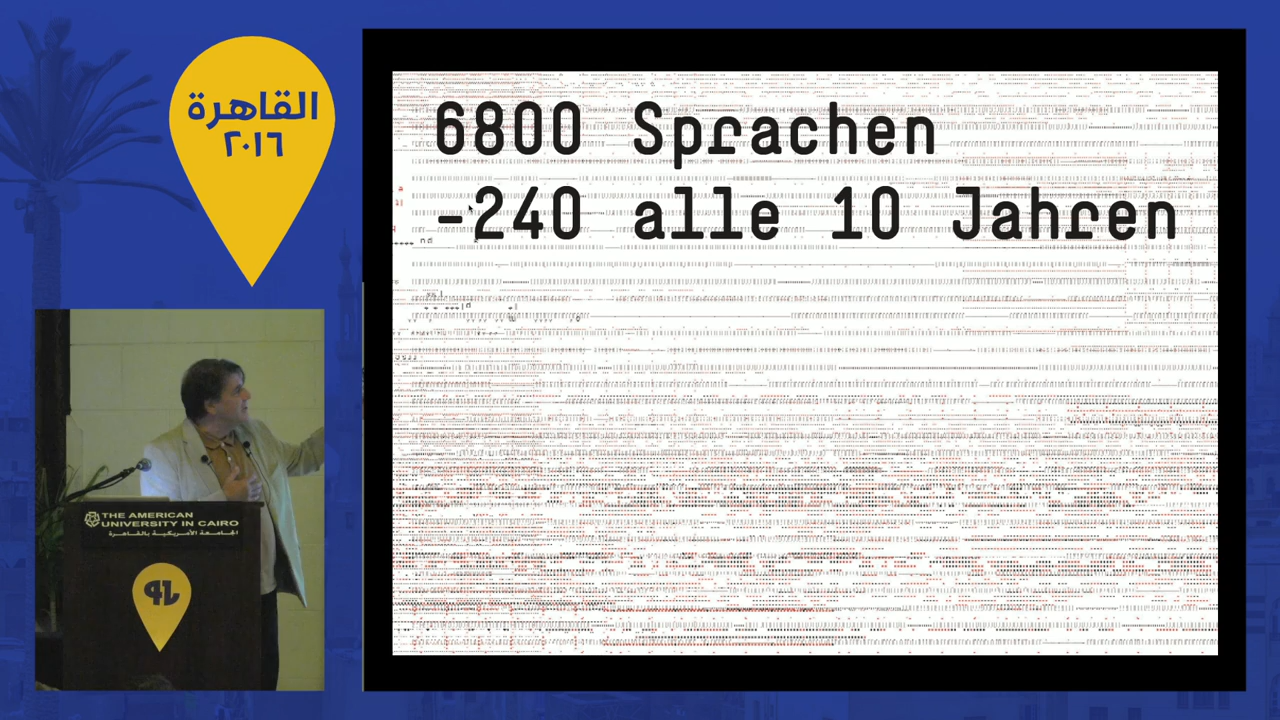 القاهرة
٢٠١٦
6800 Sprachen
-240 alle 10 Jahren
THE AMERICAN
UNIVERSITY IN CAIRO
الجامعة الأمريكية بالقاهرة